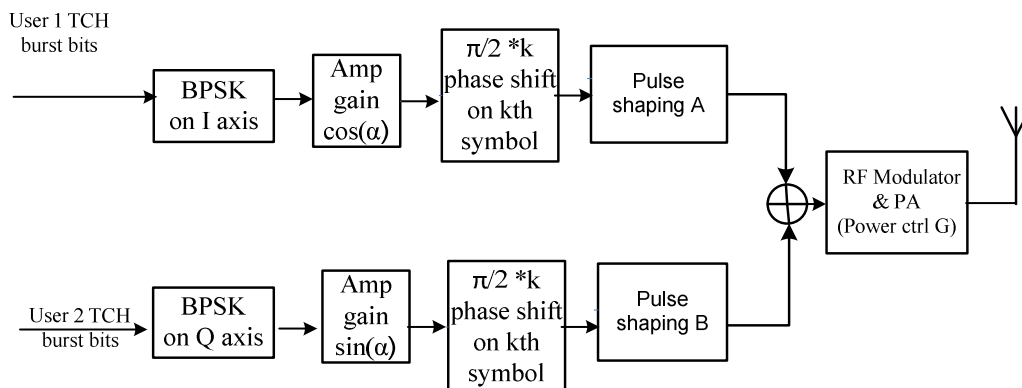 User 1 TCH
burst bits
BPSK
on I axis
Amp
gain
cos(α)
π/2 *k
phase shift
on kth
symbol
Pulse
shaping A
RF Modulator
& PA
(Power ctrl G)
User 2 TCH
burst bits
BPSK
on Q axis
Amp
gain
sin(α)
π/2 *k
phase shift
on kth
symbol
Pulse
shaping B